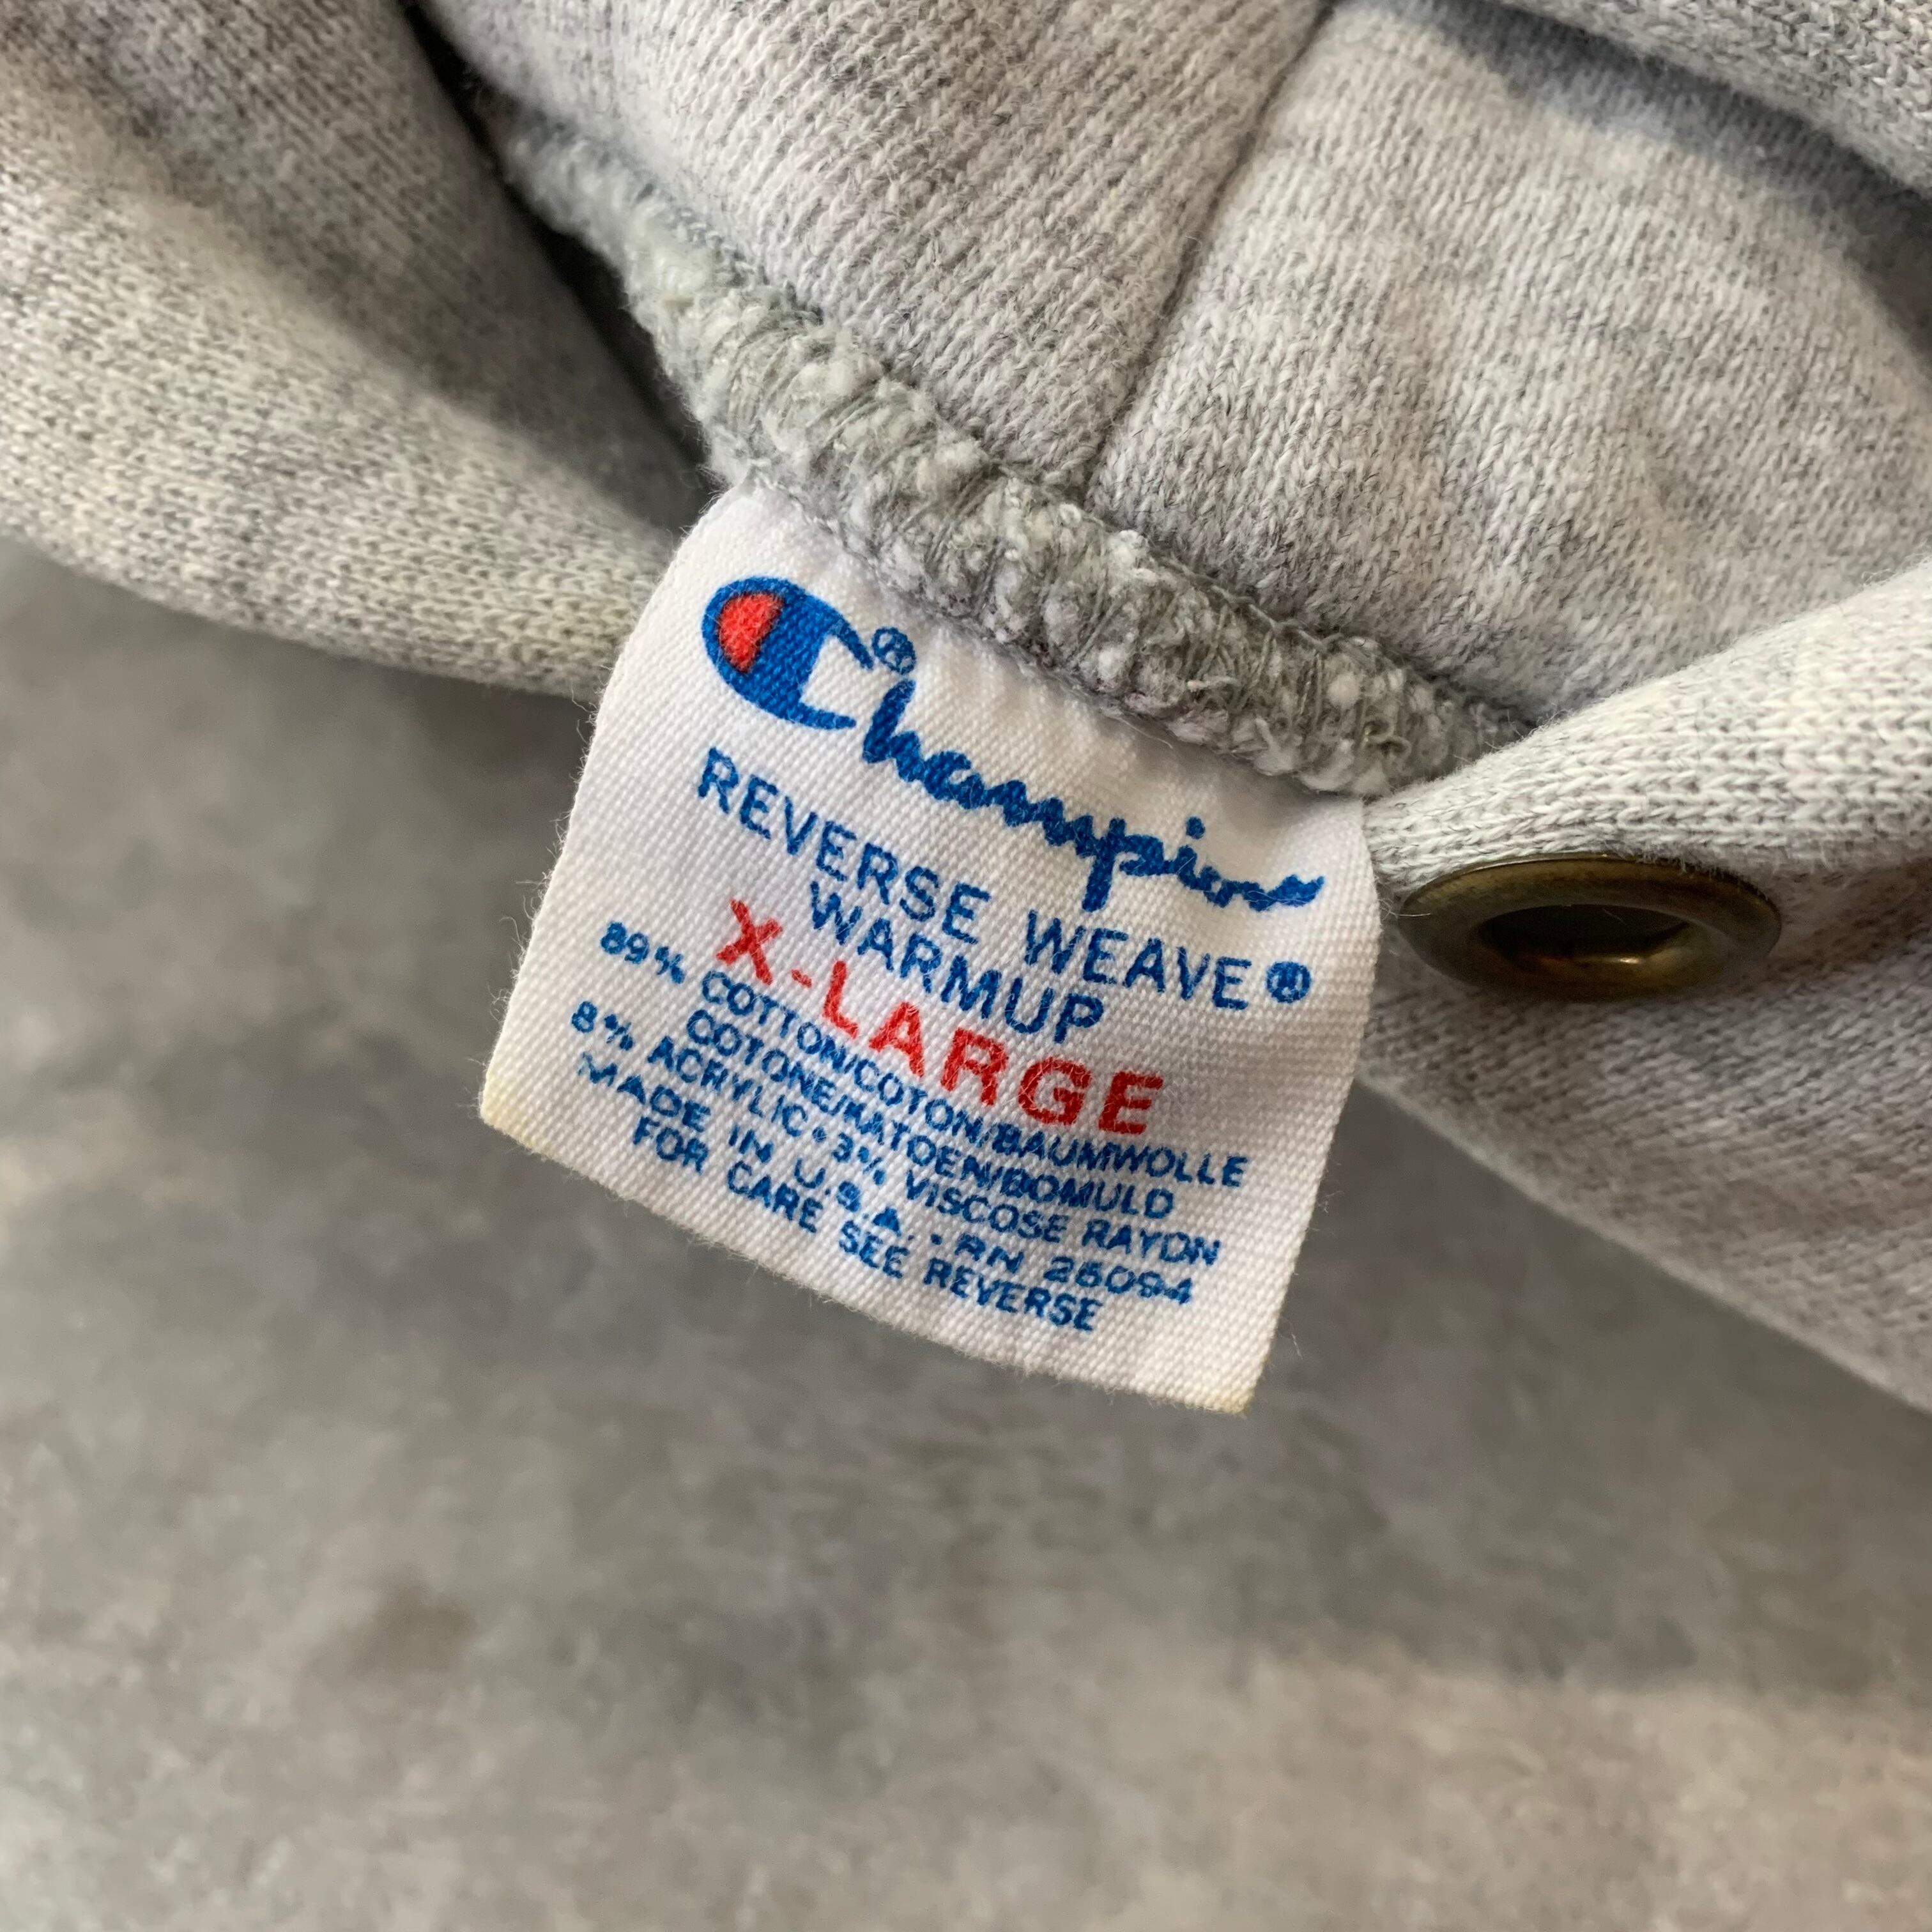 Champion®
REVERSE WEAVE®
WARMUP
X-LARGE
89% COTTON/COTON/BAUMWOLLE
COTONE/KATOEN/BOMULD
8% ACRYLIC • 3% VISCOSE RAYON
MADE IN U.S.A. • RN 26094
FOR CARE SEE REVERSE